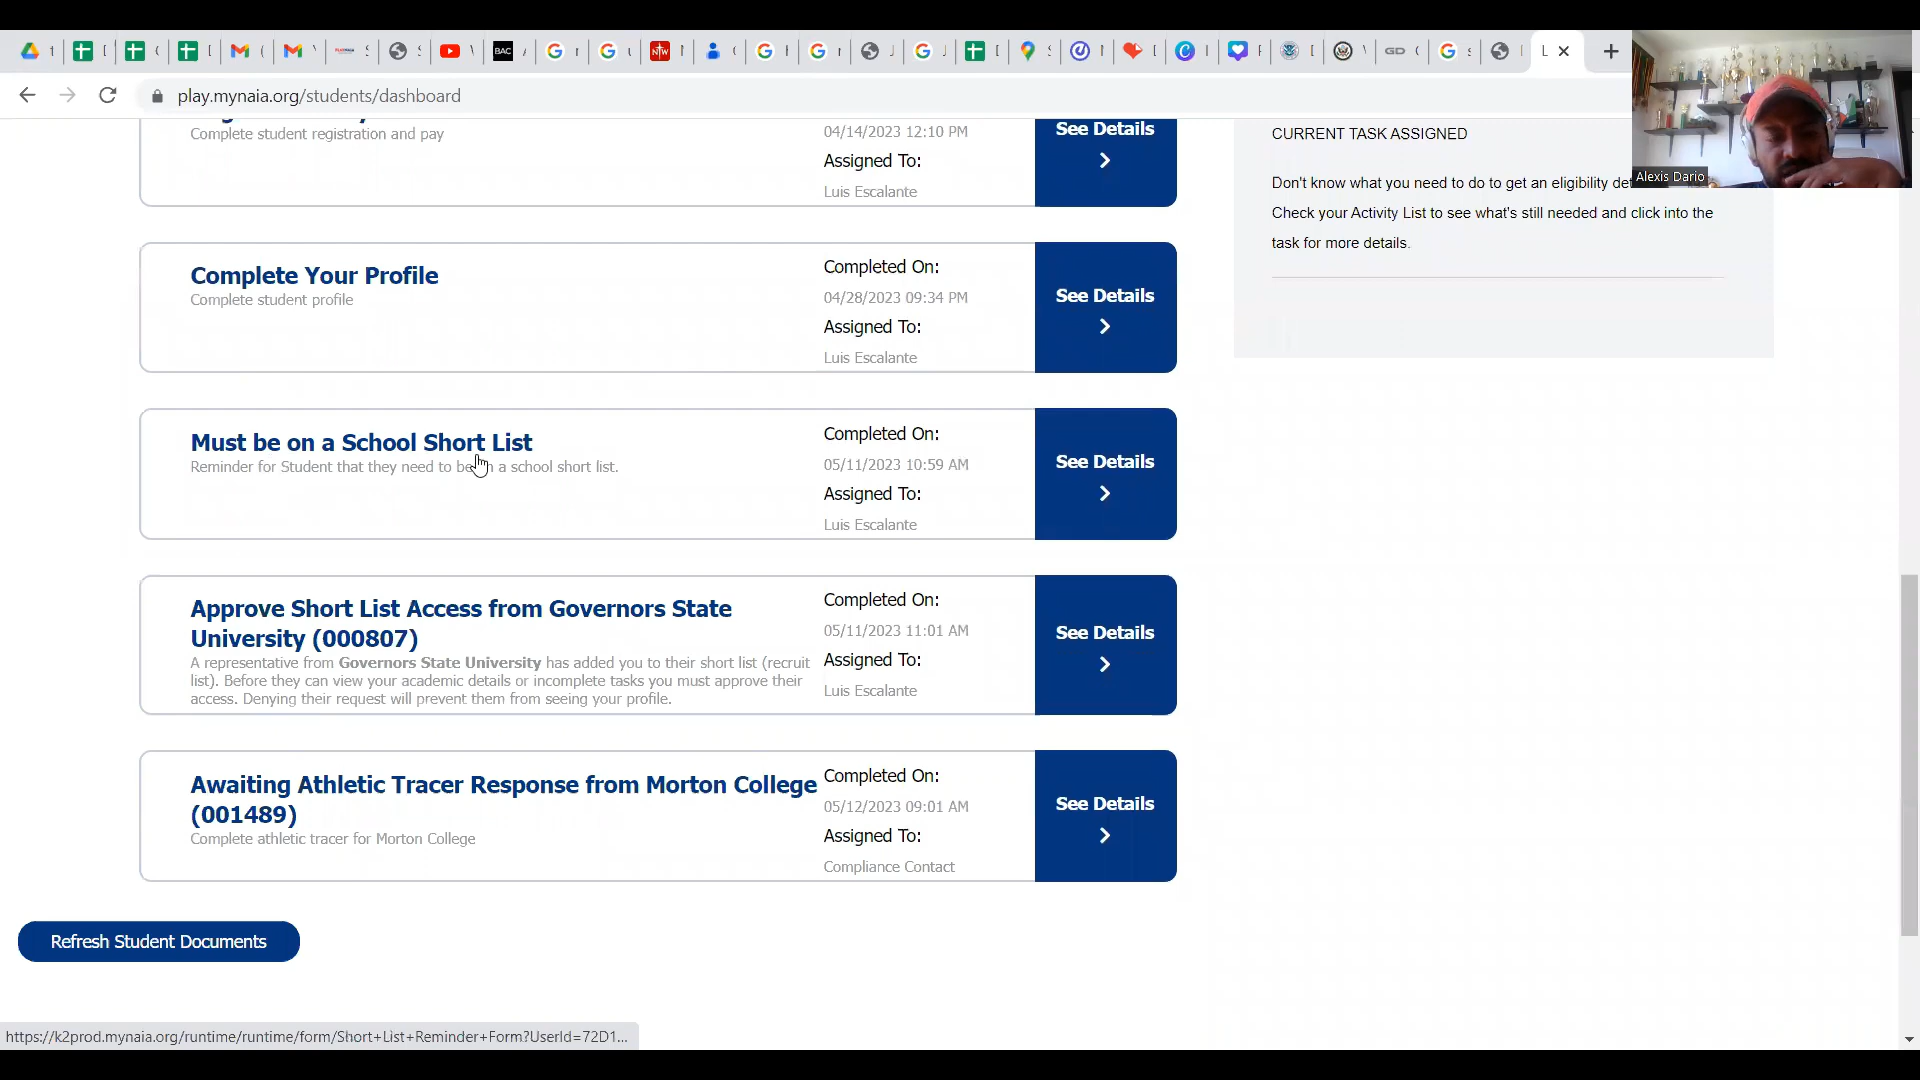 play.mynaia.org/students/dashboard
Alexis Dario
Complete student registration and pay
04/14/2023 12:10 PM
Assigned To:
Luis Escalante
See Details
CURRENT TASK ASSIGNED
Don't know what you need to do to get an eligibility
Check your Activity List to see what's still needed and click into the
task for more details.
Complete Your Profile
Complete student profile
Completed On:
04/28/2023 09:34 PM
Assigned To:
Luis Escalante
See Details
Must be on a School Short List
Reminder for Student that they need to be on a school short list.
Completed On:
05/11/2023 10:59 AM
Assigned To:
Luis Escalante
See Details
Approve Short List Access from Governors State
University (000807)
A representative from Governors State University has added you to their short list (recruit
list). Before they can view your academic details or incomplete tasks you must approve their
access. Denying their request will prevent them from seeing your profile.
Completed On:
05/11/2023 11:01 AM
Assigned To:
Luis Escalante
See Details
Awaiting Athletic Tracer Response from Morton College
(001489)
Complete athletic tracer for Morton College
Completed On:
05/12/2023 09:01 AM
Assigned To:
Compliance Contact
See Details
Refresh Student Documents
https://k2prod.mynaia.org/runtime/runtime/form/Short+List+Reminder+Form?UserId=72D1...